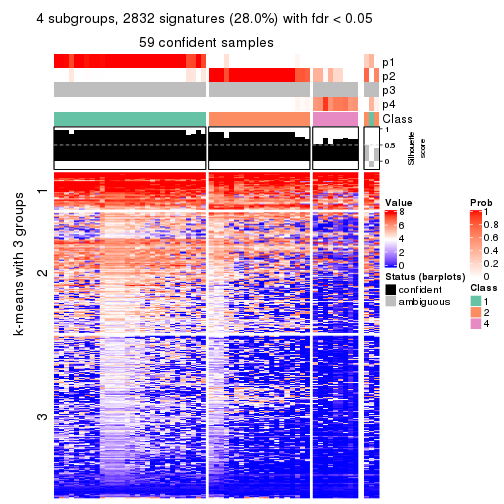 4 subgroups, 2832 signatures (28.0%) with fdr < 0.05
59 confident samples
p1
p2
p3
p4
Class
1
0.5
0
Silhouette
score
k-means with 3 groups
1
2
3
Value
8
6
4
2
0
Status (barplots)
confident
ambiguous
Prob
1
0.8
0.6
0.4
0.2
0
Class
1
2
4